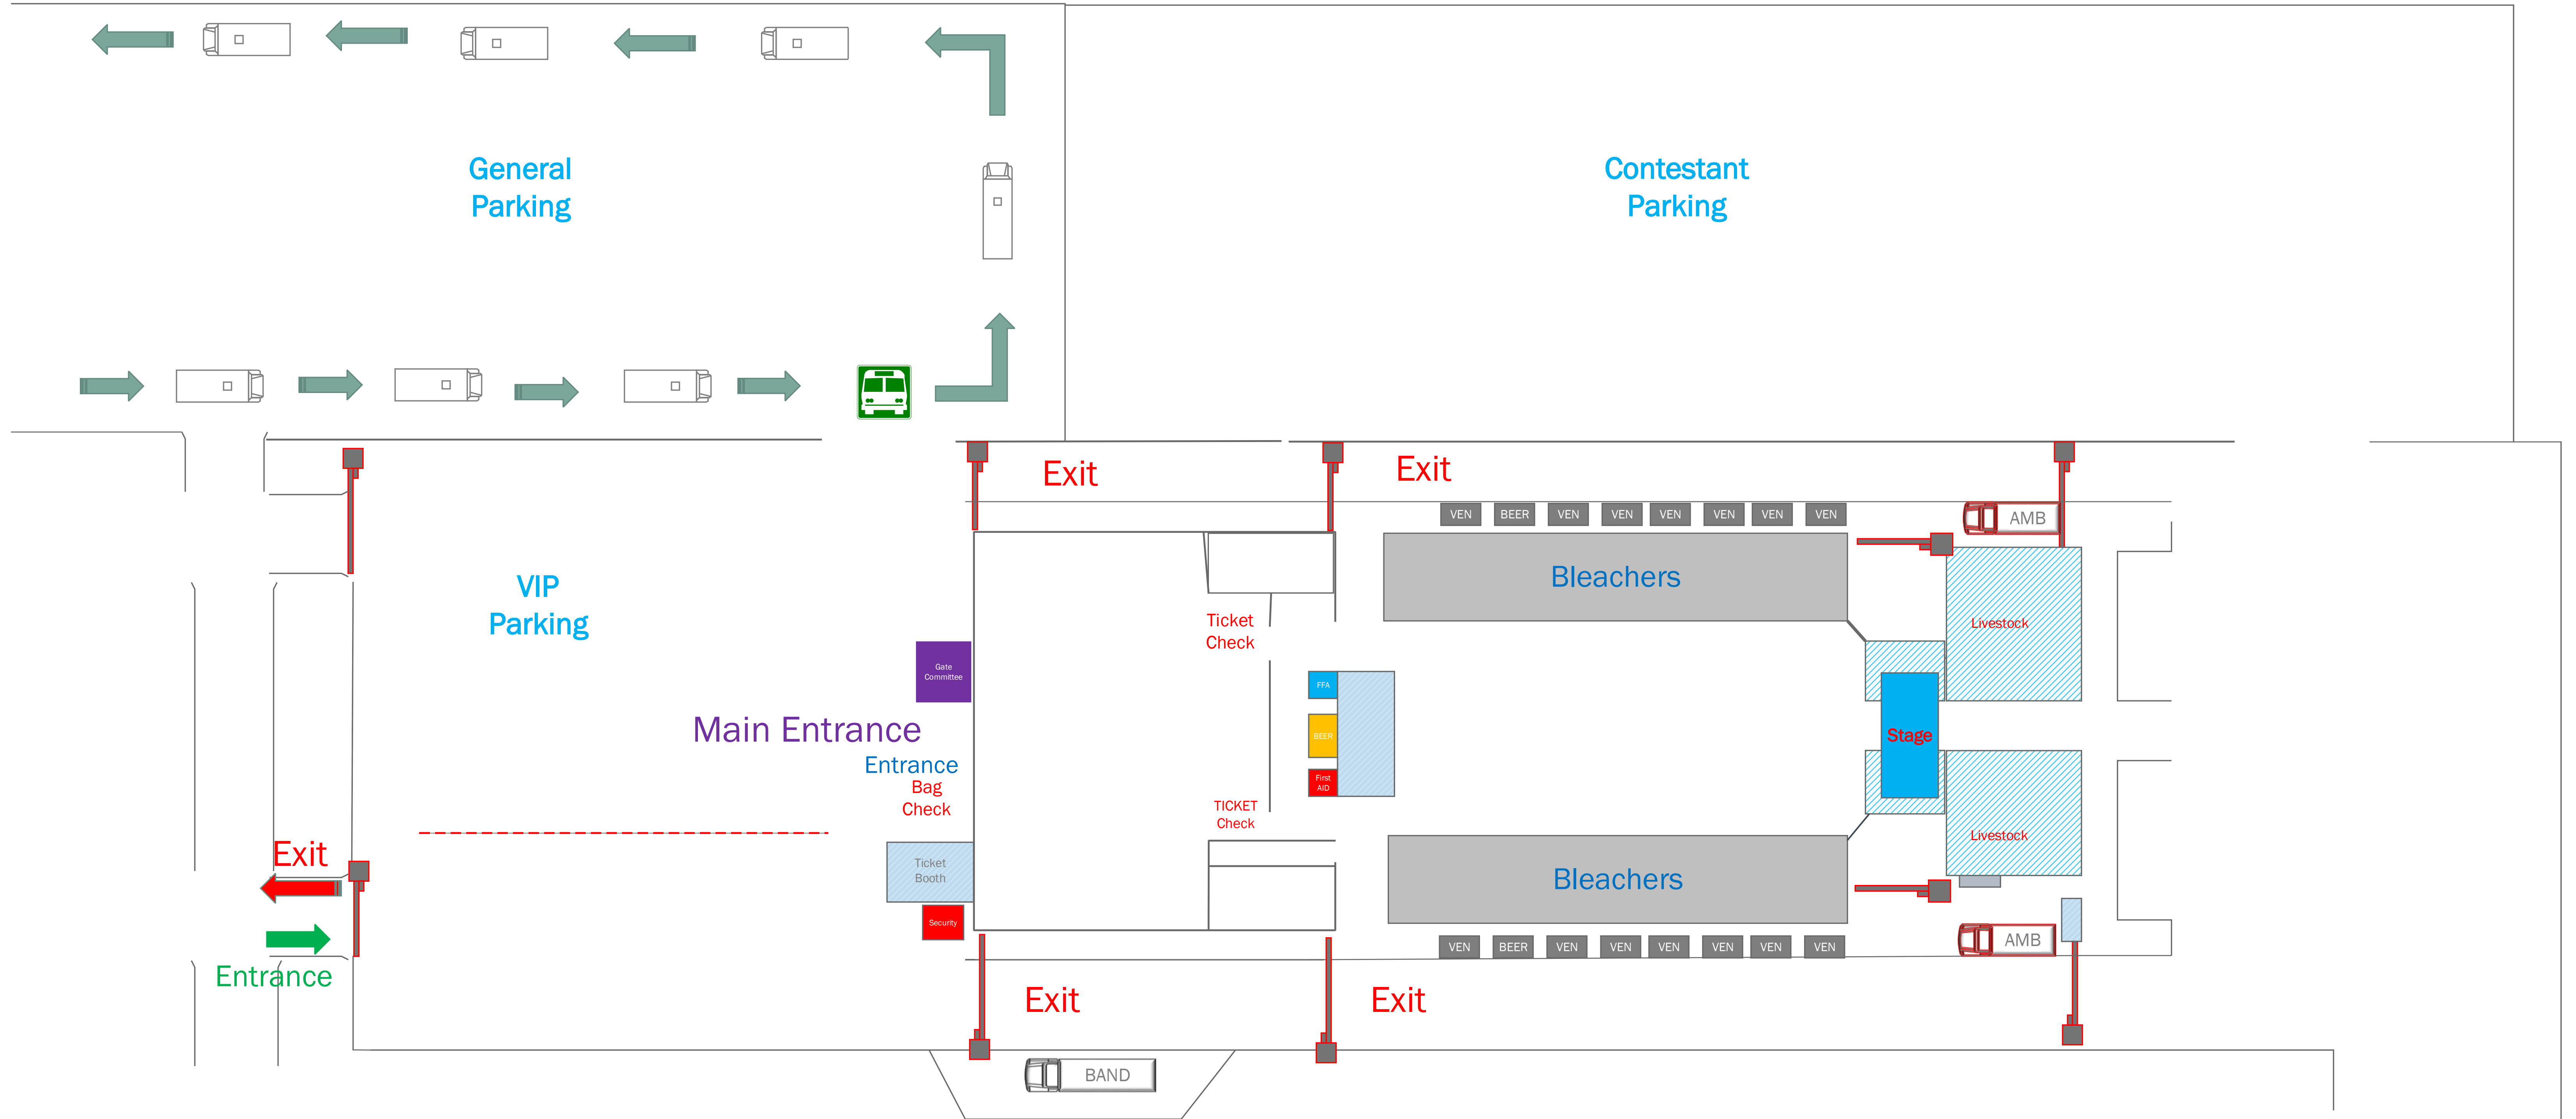 General
Parking
Contestant
Parking
Exit
Exit
VEN
BEER
VEN
VEN
VEN
VEN
VEN
VEN
AMB
Bleachers
VIP
Parking
Ticket
Check
Livestock
Gate
Committee
FFA
Main Entrance
BEER
Stage
Entrance
Bag
Check
First
AID
TICKET
Check
Livestock
Exit
Ticket
Booth
Bleachers
Security
Entrance
VEN
BEER
VEN
VEN
VEN
VEN
VEN
VEN
AMB
Exit
Exit
BAND